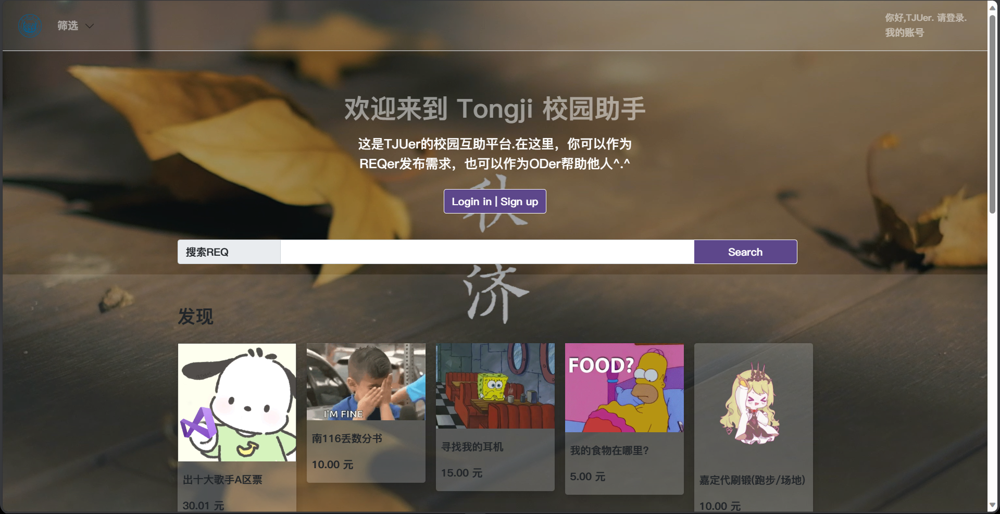 筛选
你好,TJUer. 请登录.
我的账号
欢迎来到 Tongji 校园助手
这是TJUer的校园互助平台.在这里，你可以作为
REQer发布需求，也可以作为ODer帮助他人^.^
秋
Login in | Sign up
搜索REQ
Search
济
发现
FOOD?
I'M FINE
出十大歌手A区票
30.01 元
南116丢数分书
10.00 元
寻找我的耳机
15.00 元
我的食物在哪里?
5.00 元
嘉定代刷锻(跑步/场地)
10.00 元